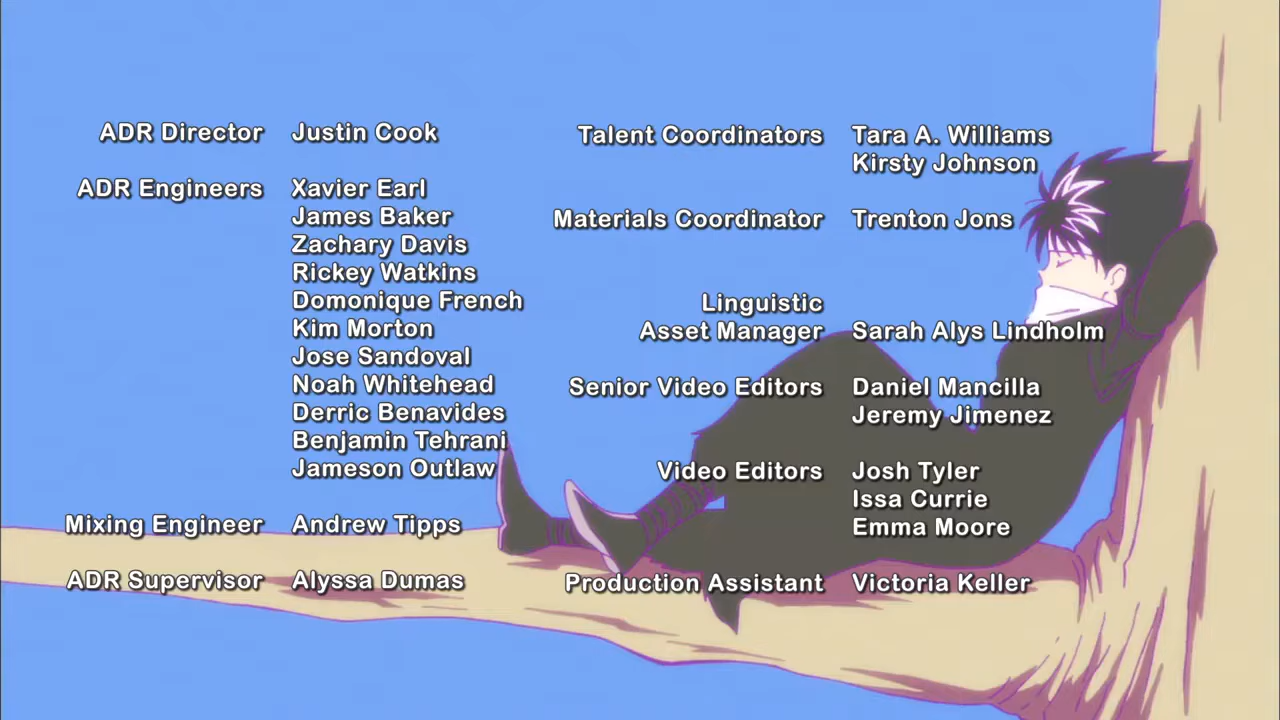 ADR Director Justin Cook
ADR Engineers Xavier Earl
James Baker
Zachary Davis
Rickey Watkins
Domonique French
Kim Morton
Jose Sandoval
Noah Whitehead
Derric Benavides
Benjamin Tehrani
Jameson Outlaw
Mixing Engineer Andrew Tipps
ADR Supervisor Alyssa Dumas
Talent Coordinators Tara A. Williams
Kirsty Johnson
Materials Coordinator Trenton Jons
Linguistic
Asset Manager Sarah Alys Lindholm
Senior Video Editors Daniel Mancilla
Jeremy Jimenez
Video Editors Josh Tyler
Issa Currie
Emma Moore
Production Assistant Victoria Keller